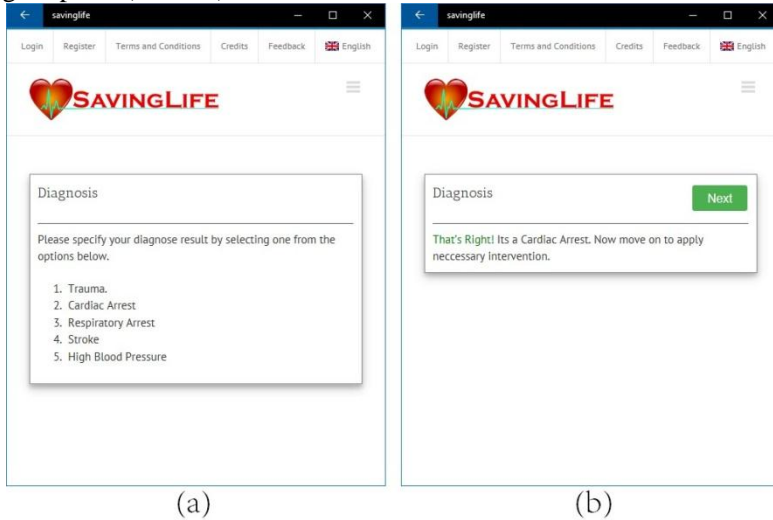 savinglife
Login Register Terms and Conditions Credits Feedback English
SAVINGLIFE
Diagnosis
Please specify your diagnose result by selecting one from the
options below.
1. Trauma.
2. Cardiac Arrest
3. Respiratory Arrest
4. Stroke
5. High Blood Pressure
(a)
savinglife
Login Register Terms and Conditions Credits Feedback English
SAVINGLIFE
Diagnosis
Next
That's Right! Its a Cardiac Arrest. Now move on to apply
neccessary intervention.
(b)